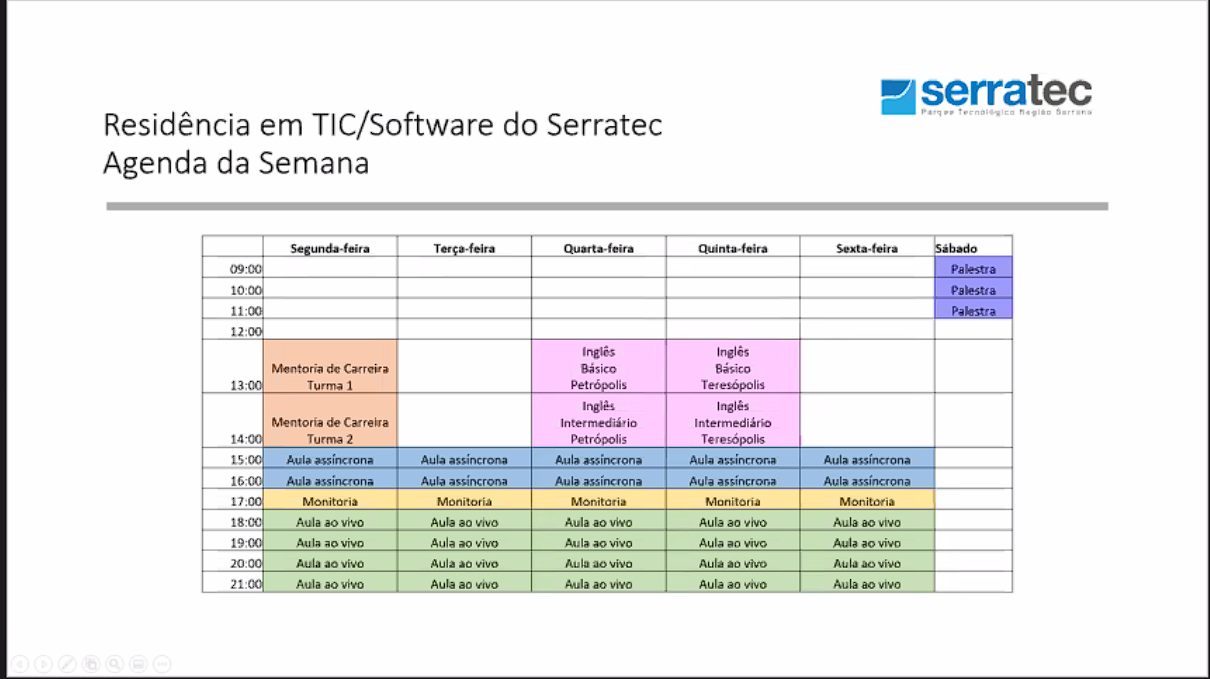 serratec
Parque Tecnológico Região Serrana
Residência em TIC/Software do Serratec
Agenda da Semana
Segunda-feira Terça-feira Quarta-feira Quinta-feira Sexta-feira Sábado
09:00 Palestra
10:00 Palestra
11:00 Palestra
12:00
Inglês Inglês
Mentoria de Carreira Básico Básico
13:00 Turma 1 Petrópolis Teresópolis
Inglês Inglês
Mentoria de Carreira Intermediário Intermediário
14:00 Turma 2 Petrópolis Teresópolis
15:00 Aula assíncrona Aula assíncrona Aula assíncrona Aula assíncrona Aula assíncrona
16:00 Aula assíncrona Aula assíncrona Aula assíncrona Aula assíncrona Aula assíncrona
17:00 Monitoria Monitoria Monitoria Monitoria Monitoria
18:00 Aula ao vivo Aula ao vivo Aula ao vivo Aula ao vivo Aula ao vivo
19:00 Aula ao vivo Aula ao vivo Aula ao vivo Aula ao vivo Aula ao vivo
20:00 Aula ao vivo Aula ao vivo Aula ao vivo Aula ao vivo Aula ao vivo
21:00 Aula ao vivo Aula ao vivo Aula ao vivo Aula ao vivo Aula ao vivo